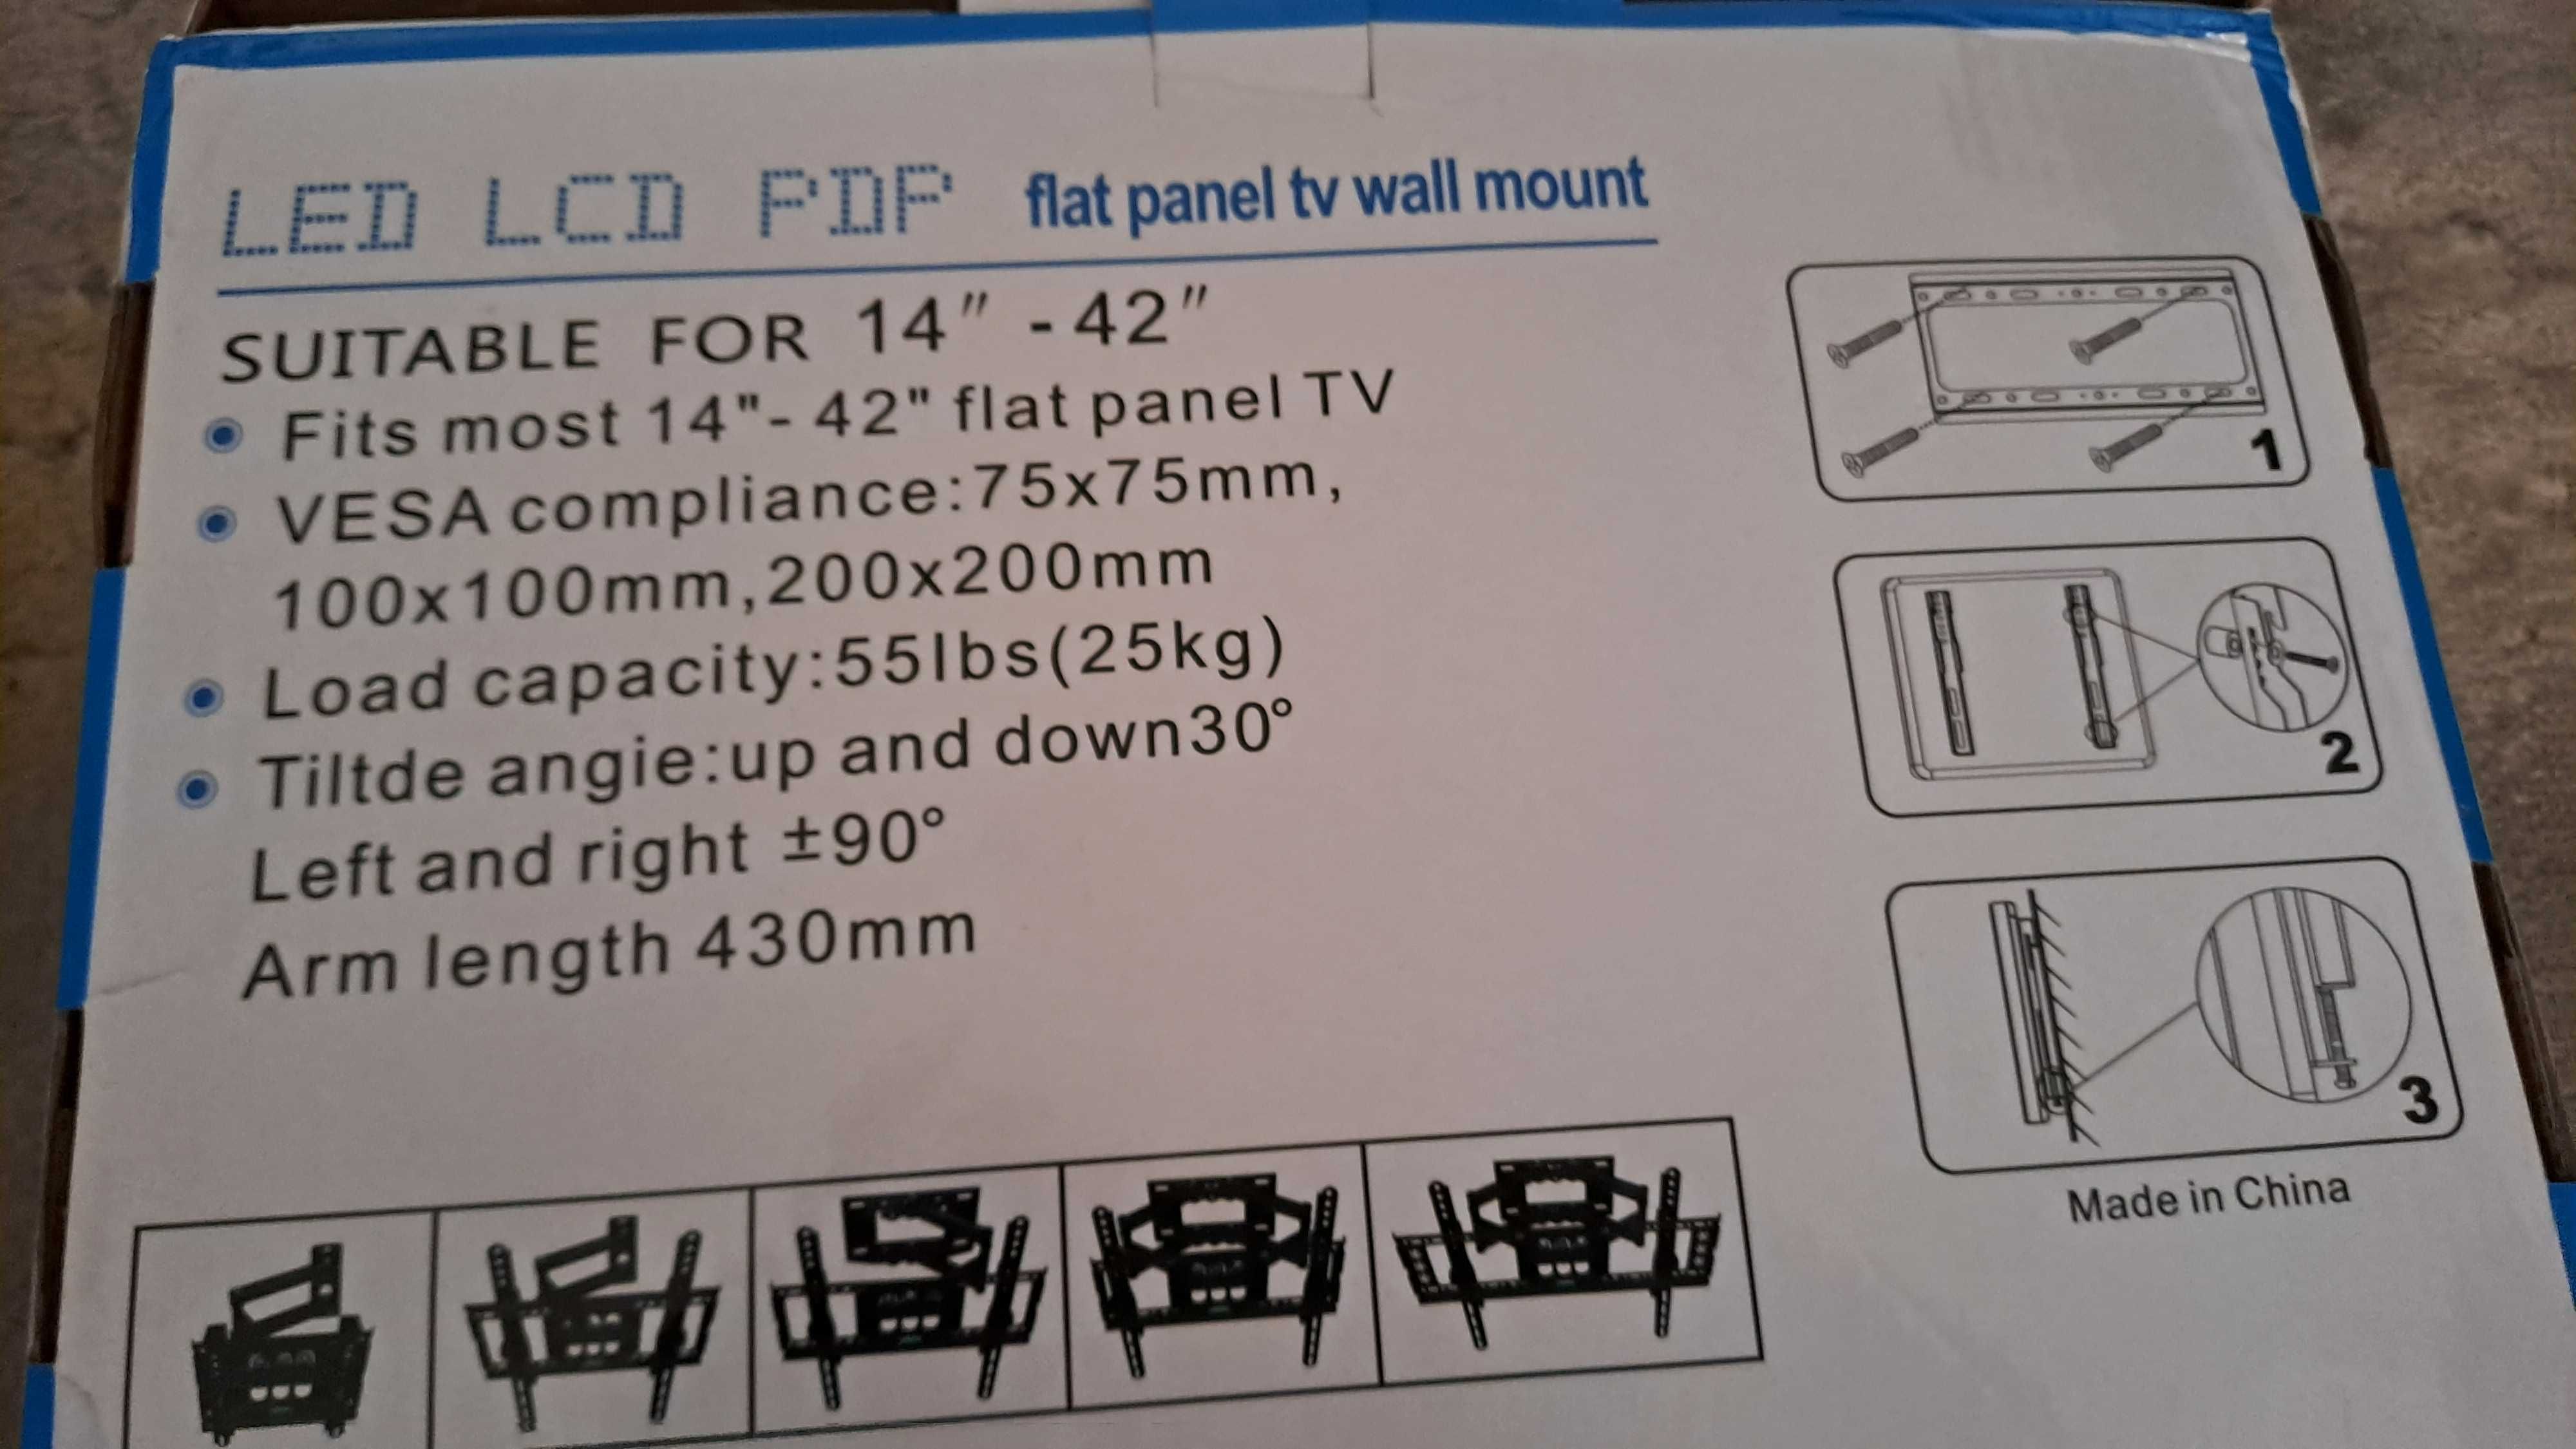 LED LCD PDP flat panel tv wall mount
SUITABLE FOR 14" - 42"
Fits most 14"- 42" flat panel TV
VESA compliance:75x75mm,
100x100mm,200x200mm
Load capacity:55lbs(25kg)
Tiltde angie:up and down30°
Left and right ±90°
Arm length 430mm
1
2
3
Made in China